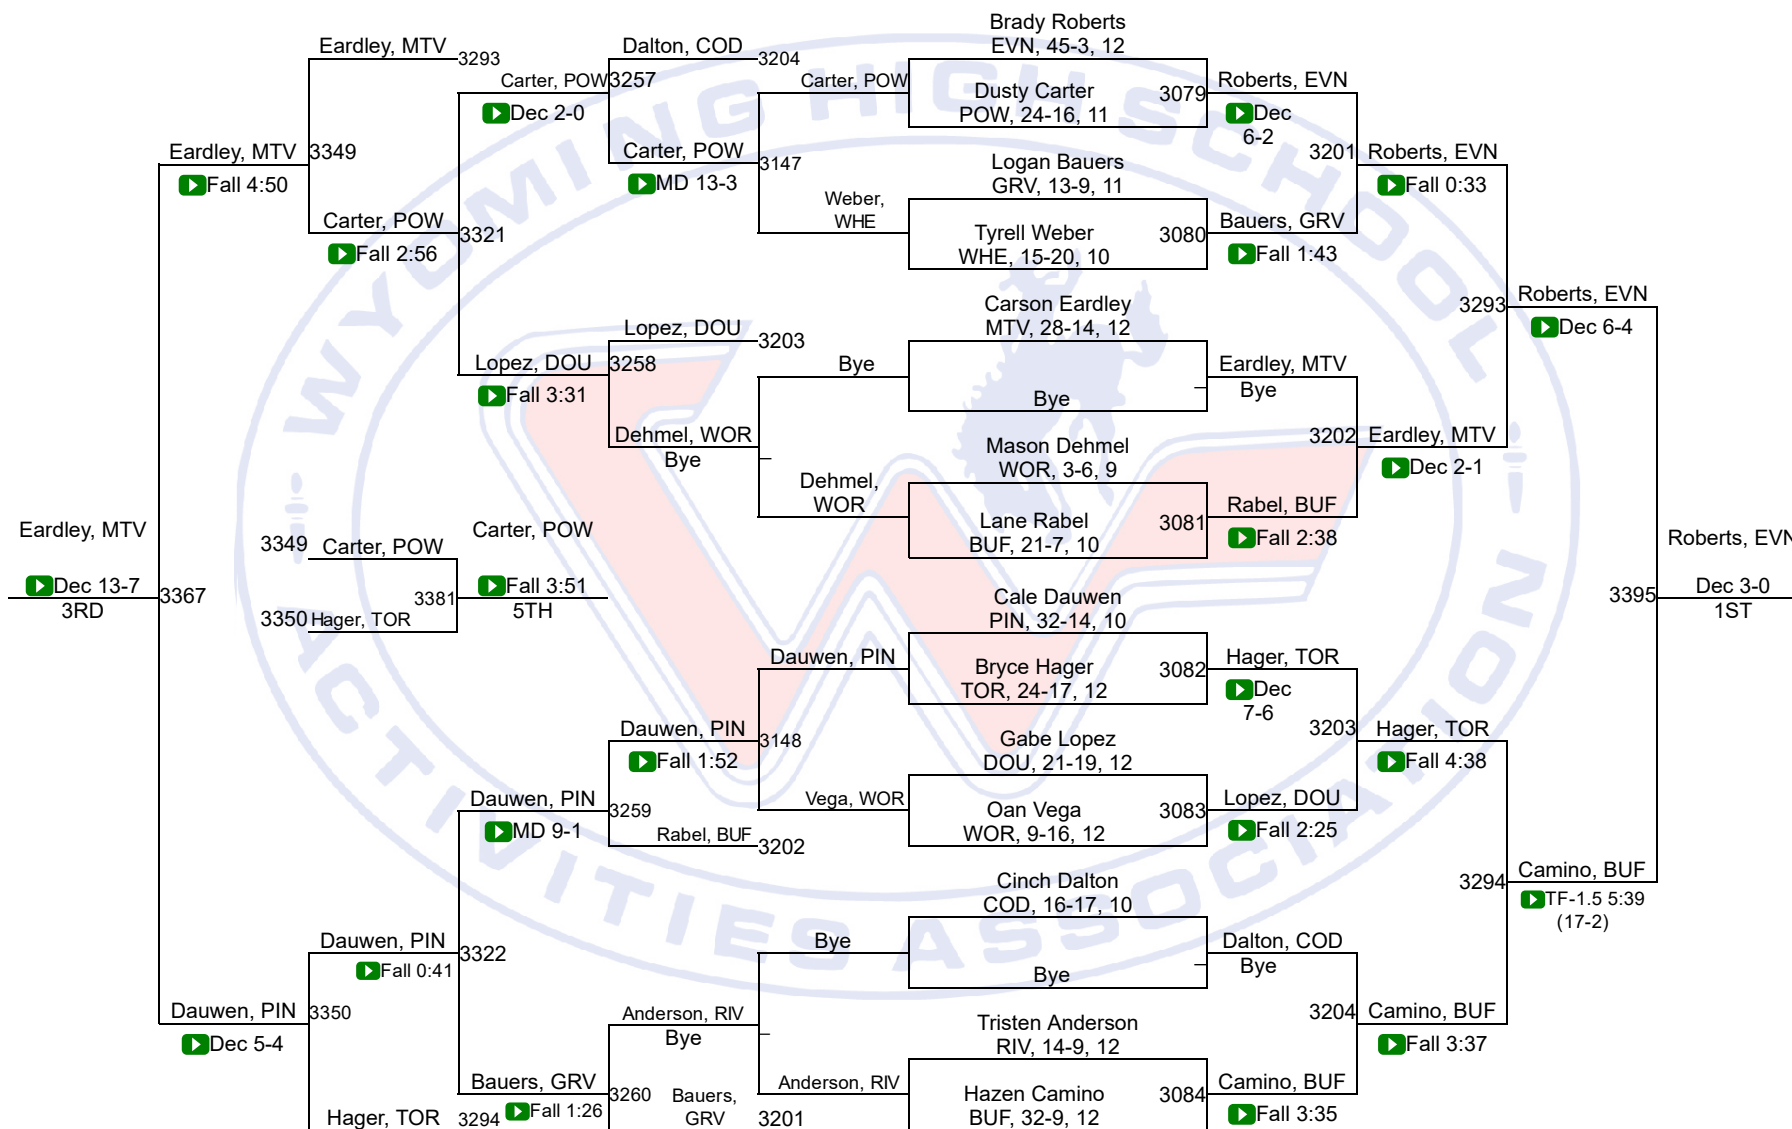 WYOMING HIGH SCHOOL
ACTIVITIES ASSOCIATION
Brady Roberts
EVN, 45-3, 12
Eardley, MTV
3293
Dalton, COD
3204
Carter, POW
3257
Dec 2-0
Carter, POW
Dusty Carter
POW, 24-16, 11
3079
Roberts, EVN
Dec
6-2
Eardley, MTV
3349
Fall 4:50
Carter, POW
3147
MD 13-3
Logan Bauers
GRV, 13-9, 11
3201
Roberts, EVN
Fall 0:33
Weber,
WHE
Carter, POW
3321
Fall 2:56
Tyrell Weber
WHE, 15-20, 10
3080
Bauers, GRV
Fall 1:43
Carson Eardley
MTV, 28-14, 12
3293
Roberts, EVN
Dec 6-4
Lopez, DOU
3203
Lopez, DOU
3258
Fall 3:31
Bye
Eardley, MTV
Bye
Bye
Dehmel, WOR
Bye
Mason Dehmel
WOR, 3-6, 9
3202
Eardley, MTV
Dec 2-1
Dehmel,
WOR
Lane Rabel
BUF, 21-7, 10
3081
Rabel, BUF
Fall 2:38
Eardley, MTV
Dec 13-7
3RD
3367
3349
Carter, POW
Carter, POW
3381
Fall 3:51
5TH
3350
Hager, TOR
Roberts, EVN
3395
Dec 3-0
1ST
Cale Dauwen
PIN, 32-14, 10
Dauwen, PIN
Bryce Hager
TOR, 24-17, 12
3082
Hager, TOR
Dec
7-6
Dauwen, PIN
3148
Fall 1:52
Gabe Lopez
DOU, 21-19, 12
3203
Hager, TOR
Fall 4:38
Dauwen, PIN
3259
MD 9-1
Vega, WOR
Oan Vega
WOR, 9-16, 12
3083
Lopez, DOU
Fall 2:25
Rabel, BUF
3202
Cinch Dalton
COD, 16-17, 10
3294
Camino, BUF
TF-1.5 5:39
(17-2)
Dauwen, PIN
3322
Fall 0:41
Bye
Bye
Dalton, COD
Bye
Dauwen, PIN
3350
Dec 5-4
Anderson, RIV
Bye
Tristen Anderson
RIV, 14-9, 12
3204
Camino, BUF
Fall 3:37
Bauers, GRV
3260
Fall 1:26
Bauers,
GRV
3201
Anderson, RIV
Hazen Camino
BUF, 32-9, 12
3084
Camino, BUF
Fall 3:35
Hager, TOR
3294